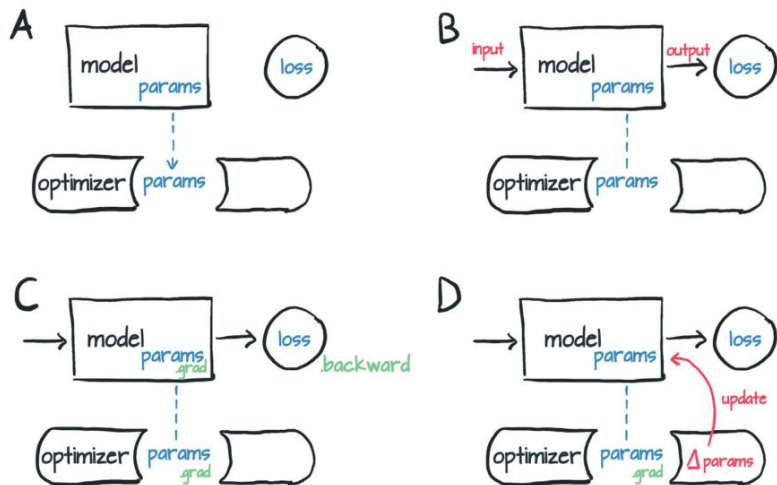 A
model
params
loss
optimizer
params
B
input
model
params
output
loss
optimizer
params
C
model
params
.grad
loss
.backward
optimizer
params
.grad
D
model
params
loss
update
optimizer
params
.grad
Δ params